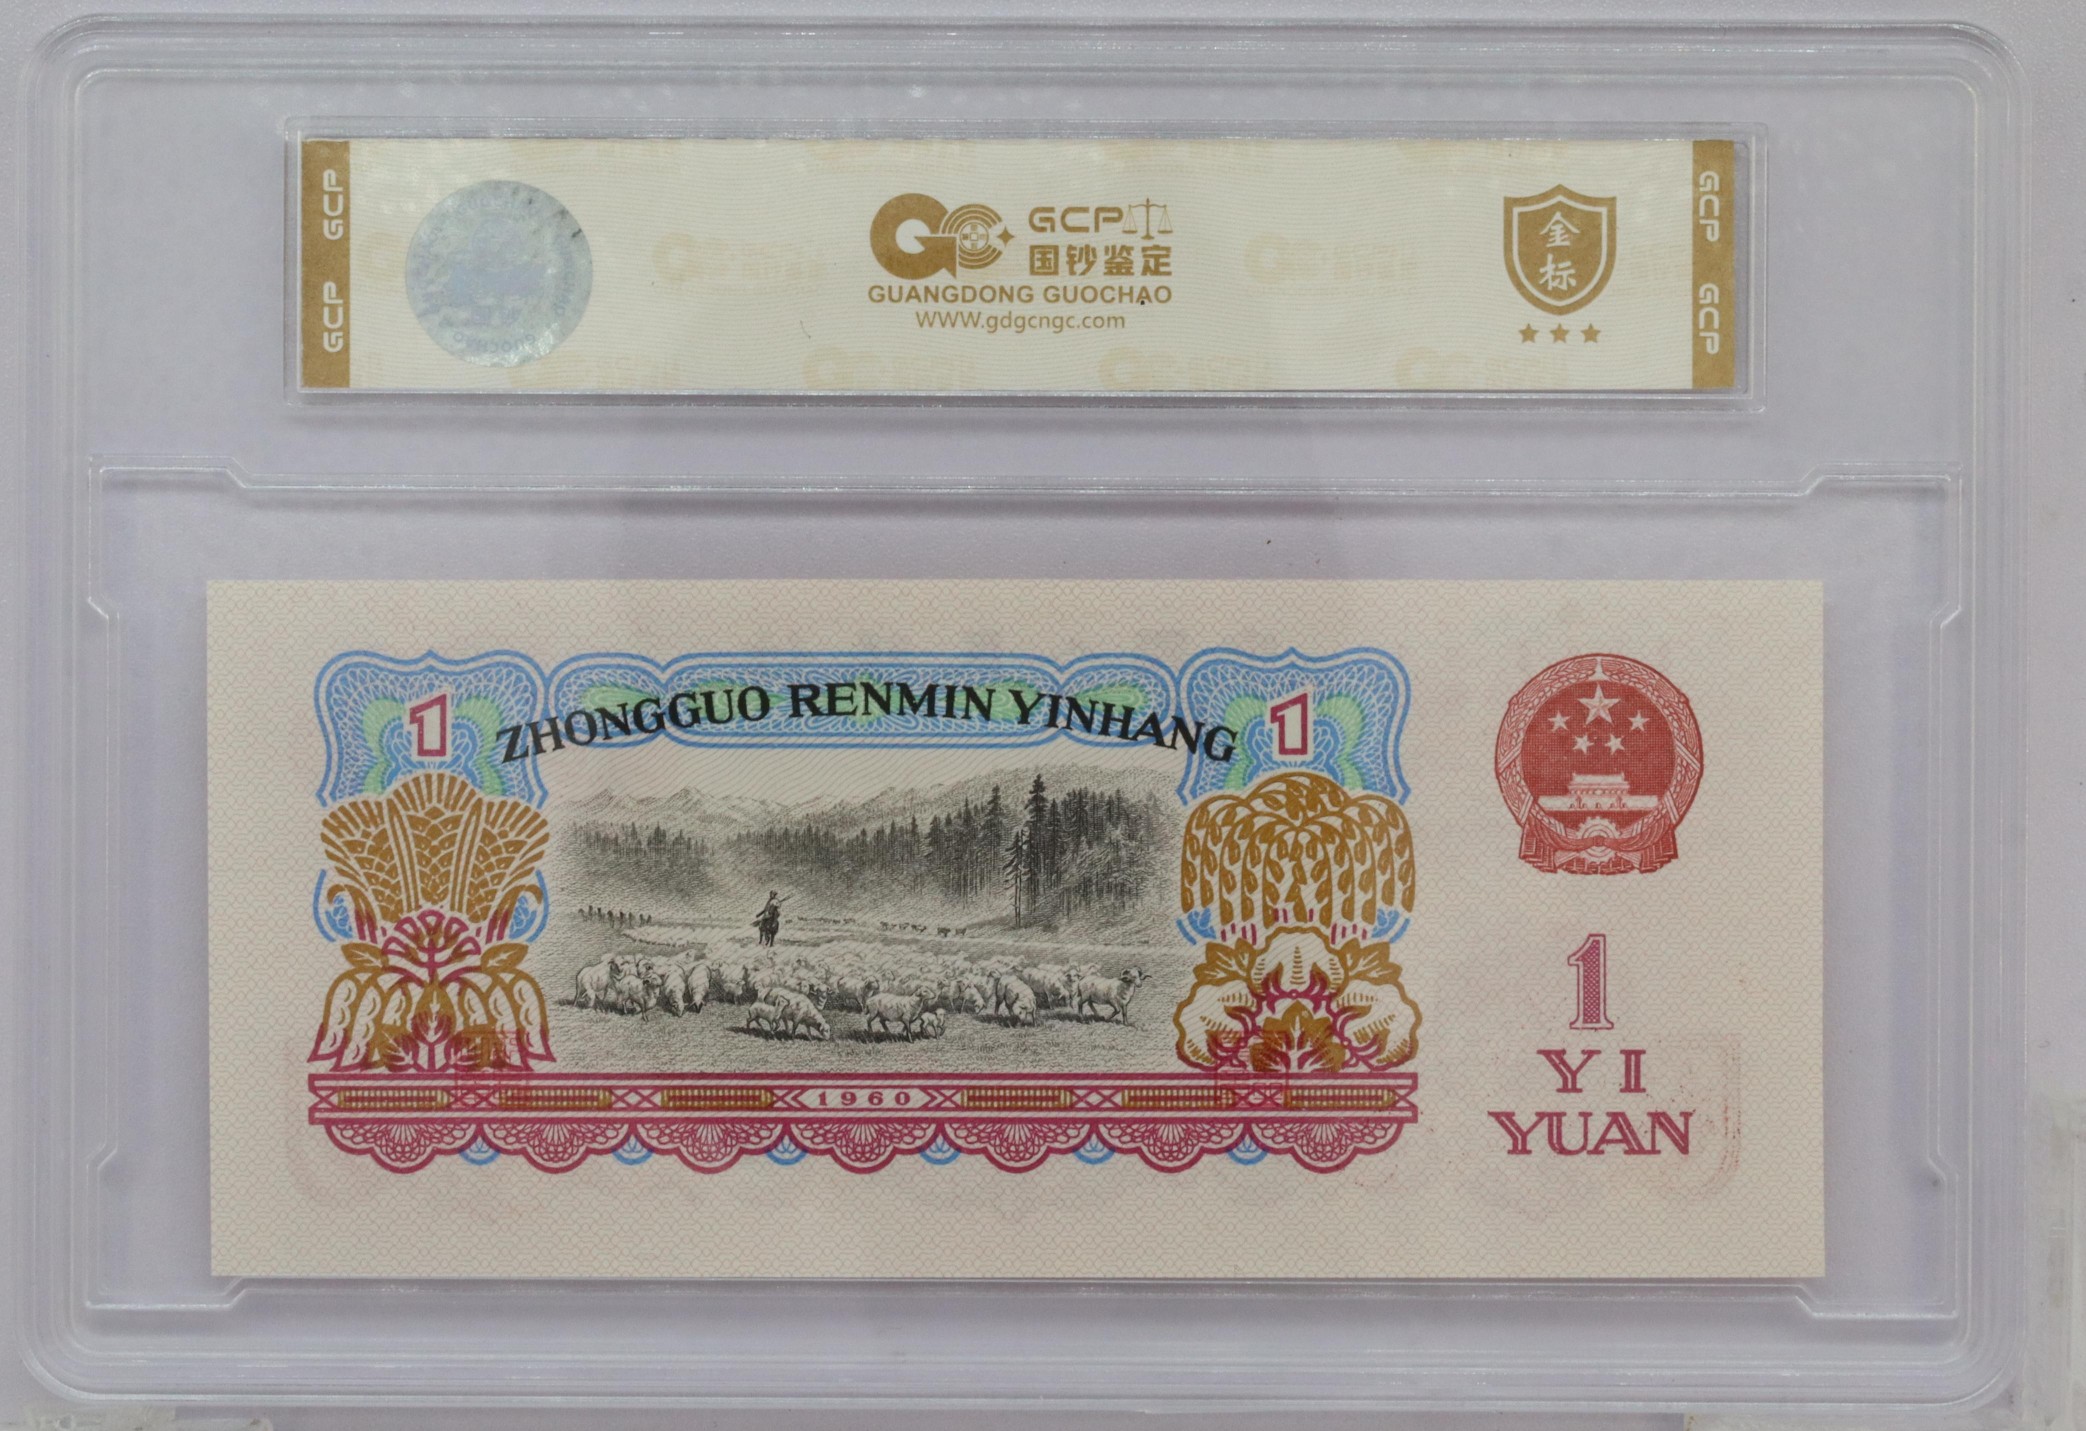 GCP GCP
GCP
国钞鉴定
GUANGDONG GUOCHAO
WWW.gdgcngc.com
金
标
GCP GCP
1
ZHONGGUO RENMIN YINHANG
1
1960
1
YI
YUAN